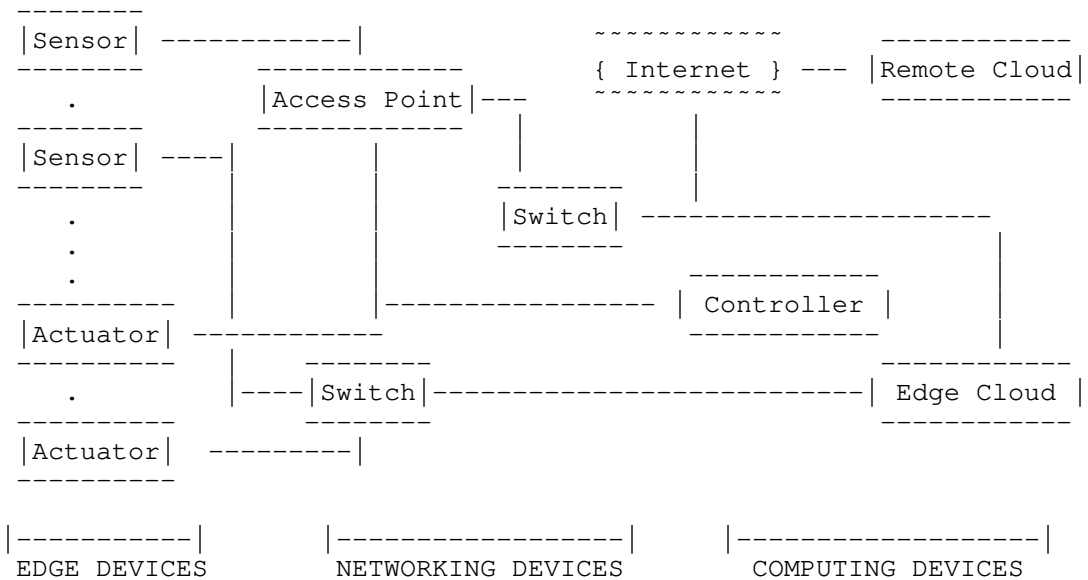 Sensor
Internet Remote Cloud
Access Point
Sensor
Switch
Controller
Actuator
Switch Edge Cloud
Actuator
EDGE DEVICES NETWORKING DEVICES COMPUTING DEVICES